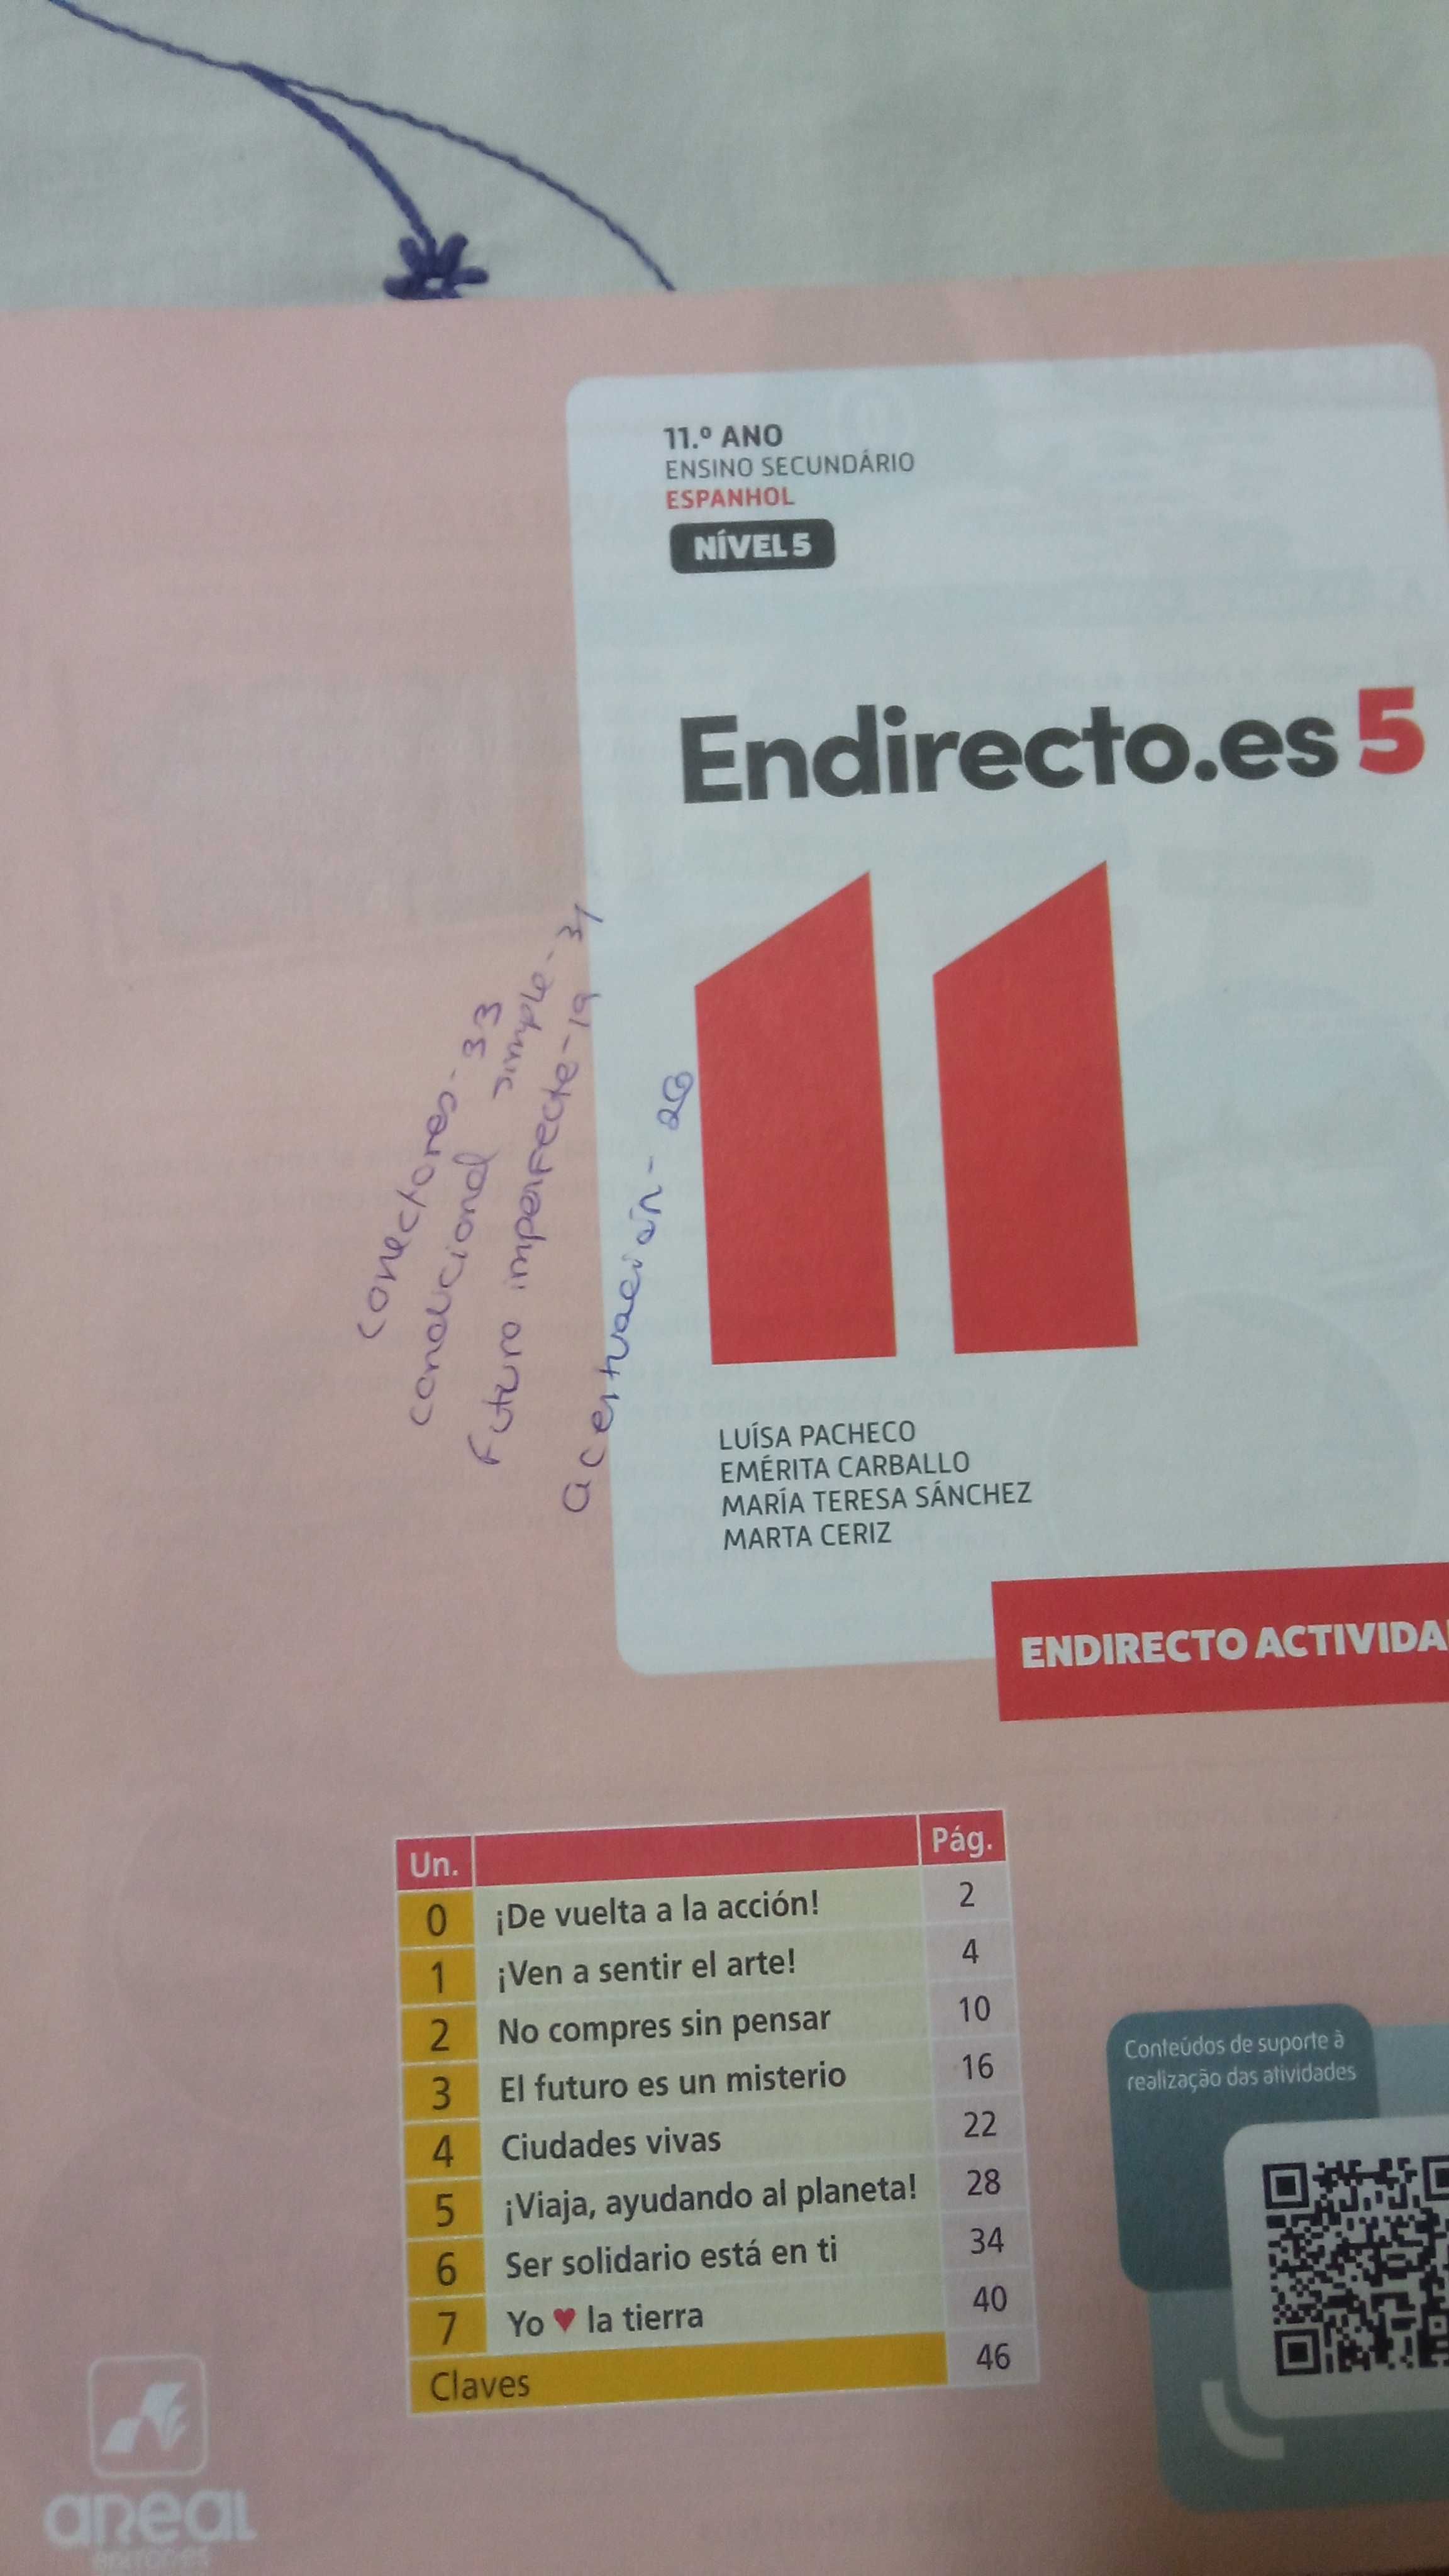 11.º ANO
ENSINO SECUNDÁRIO
ESPANHOL
NÍVEL 5
Endirecto.es 5
11
conectores - 33
condicional simple - 31
Futuro imperfecte - 19
acentuación - 28
LUÍSA PACHECO
EMÉRITA CARBALLO
MARÍA TERESA SÁNCHEZ
MARTA CERIZ
ENDIRECTO ACTIVIDA
Un. Pág.
0 ¡De vuelta a la acción! 2
1 ¡Ven a sentir el arte! 4
2 No compres sin pensar 10
3 El futuro es un misterio 16
4 Ciudades vivas 22
5 ¡Viaja, ayudando al planeta! 28
6 Ser solidario está en ti 34
7 Yo ♥ la tierra 40
Claves 46
Conteúdos de suporte à
realização das atividades
areal
EDITORES